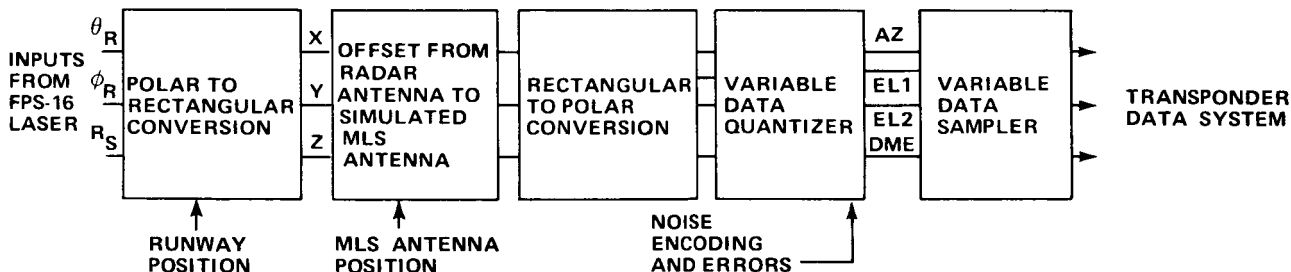 INPUTS
FROM
FPS-16
LASER
θR
ϕR
RS
POLAR TO
RECTANGULAR
CONVERSION
RUNWAY
POSITION
X
Y
Z
OFFSET FROM
RADAR
ANTENNA TO
SIMULATED
MLS
ANTENNA
MLS ANTENNA
POSITION
RECTANGULAR
TO POLAR
CONVERSION
VARIABLE
DATA
QUANTIZER
NOISE
ENCODING
AND ERRORS
AZ
EL1
EL2
DME
VARIABLE
DATA
SAMPLER
TRANSPONDER
DATA SYSTEM